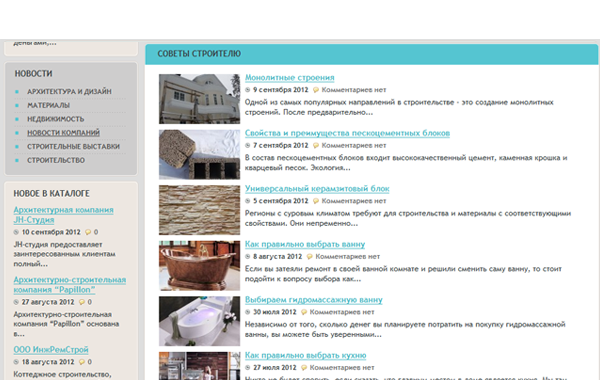 деньгами,...
НОВОСТИ
АРХИТЕКТУРА И ДИЗАЙН
МАТЕРИАЛЫ
НЕДВИЖИМОСТЬ
НОВОСТИ КОМПАНИЙ
СТРОИТЕЛЬНЫЕ ВЫСТАВКИ
СТРОИТЕЛЬСТВО
НОВОЕ В КАТАЛОГЕ
Архитектурная компания
JH-Студия
10 сентября 2012 0
JH-студия предоставляет
заинтересованным клиентам
полный...
Архитектурно-строительная
компания “Papillon”
27 августа 2012 0
Архитектурно-строительная
компания “Papillon” основана
в...
ООО ИнжРемСтрой
18 августа 2012 0
Коттеджное строительство,
СОВЕТЫ СТРОИТЕЛЮ
Монолитные строения
9 сентября 2012 Комментариев нет
Одной из самых популярных направлений в строительстве - это создание монолитных
строений. После предварительно...
Свойства и преимущества пескоцементных блоков
7 сентября 2012 Комментариев нет
В состав пескоцементных блоков входит высококачественный цемент, каменная крошка и
кварцевый песок. Экология...
Универсальный керамзитовый блок
5 сентября 2012 Комментариев нет
Регионы с суровым климатом требуют для строительства и материалы с соответствующими
свойствами. Они непременно...
Как правильно выбрать ванну
8 августа 2012 Комментариев нет
Если вы затеяли ремонт в своей ванной комнате и решили сменить саму ванну, то стоит
подойти к вопросу выбора как...
Выбираем гидромассажную ванну
30 июля 2012 Комментариев нет
Независимо от того, сколько денег вы планируете потратить на покупку гидромассажной
ванны, вы можете быть уверенными...
Как правильно выбрать кухню
27 июля 2012 Комментариев нет